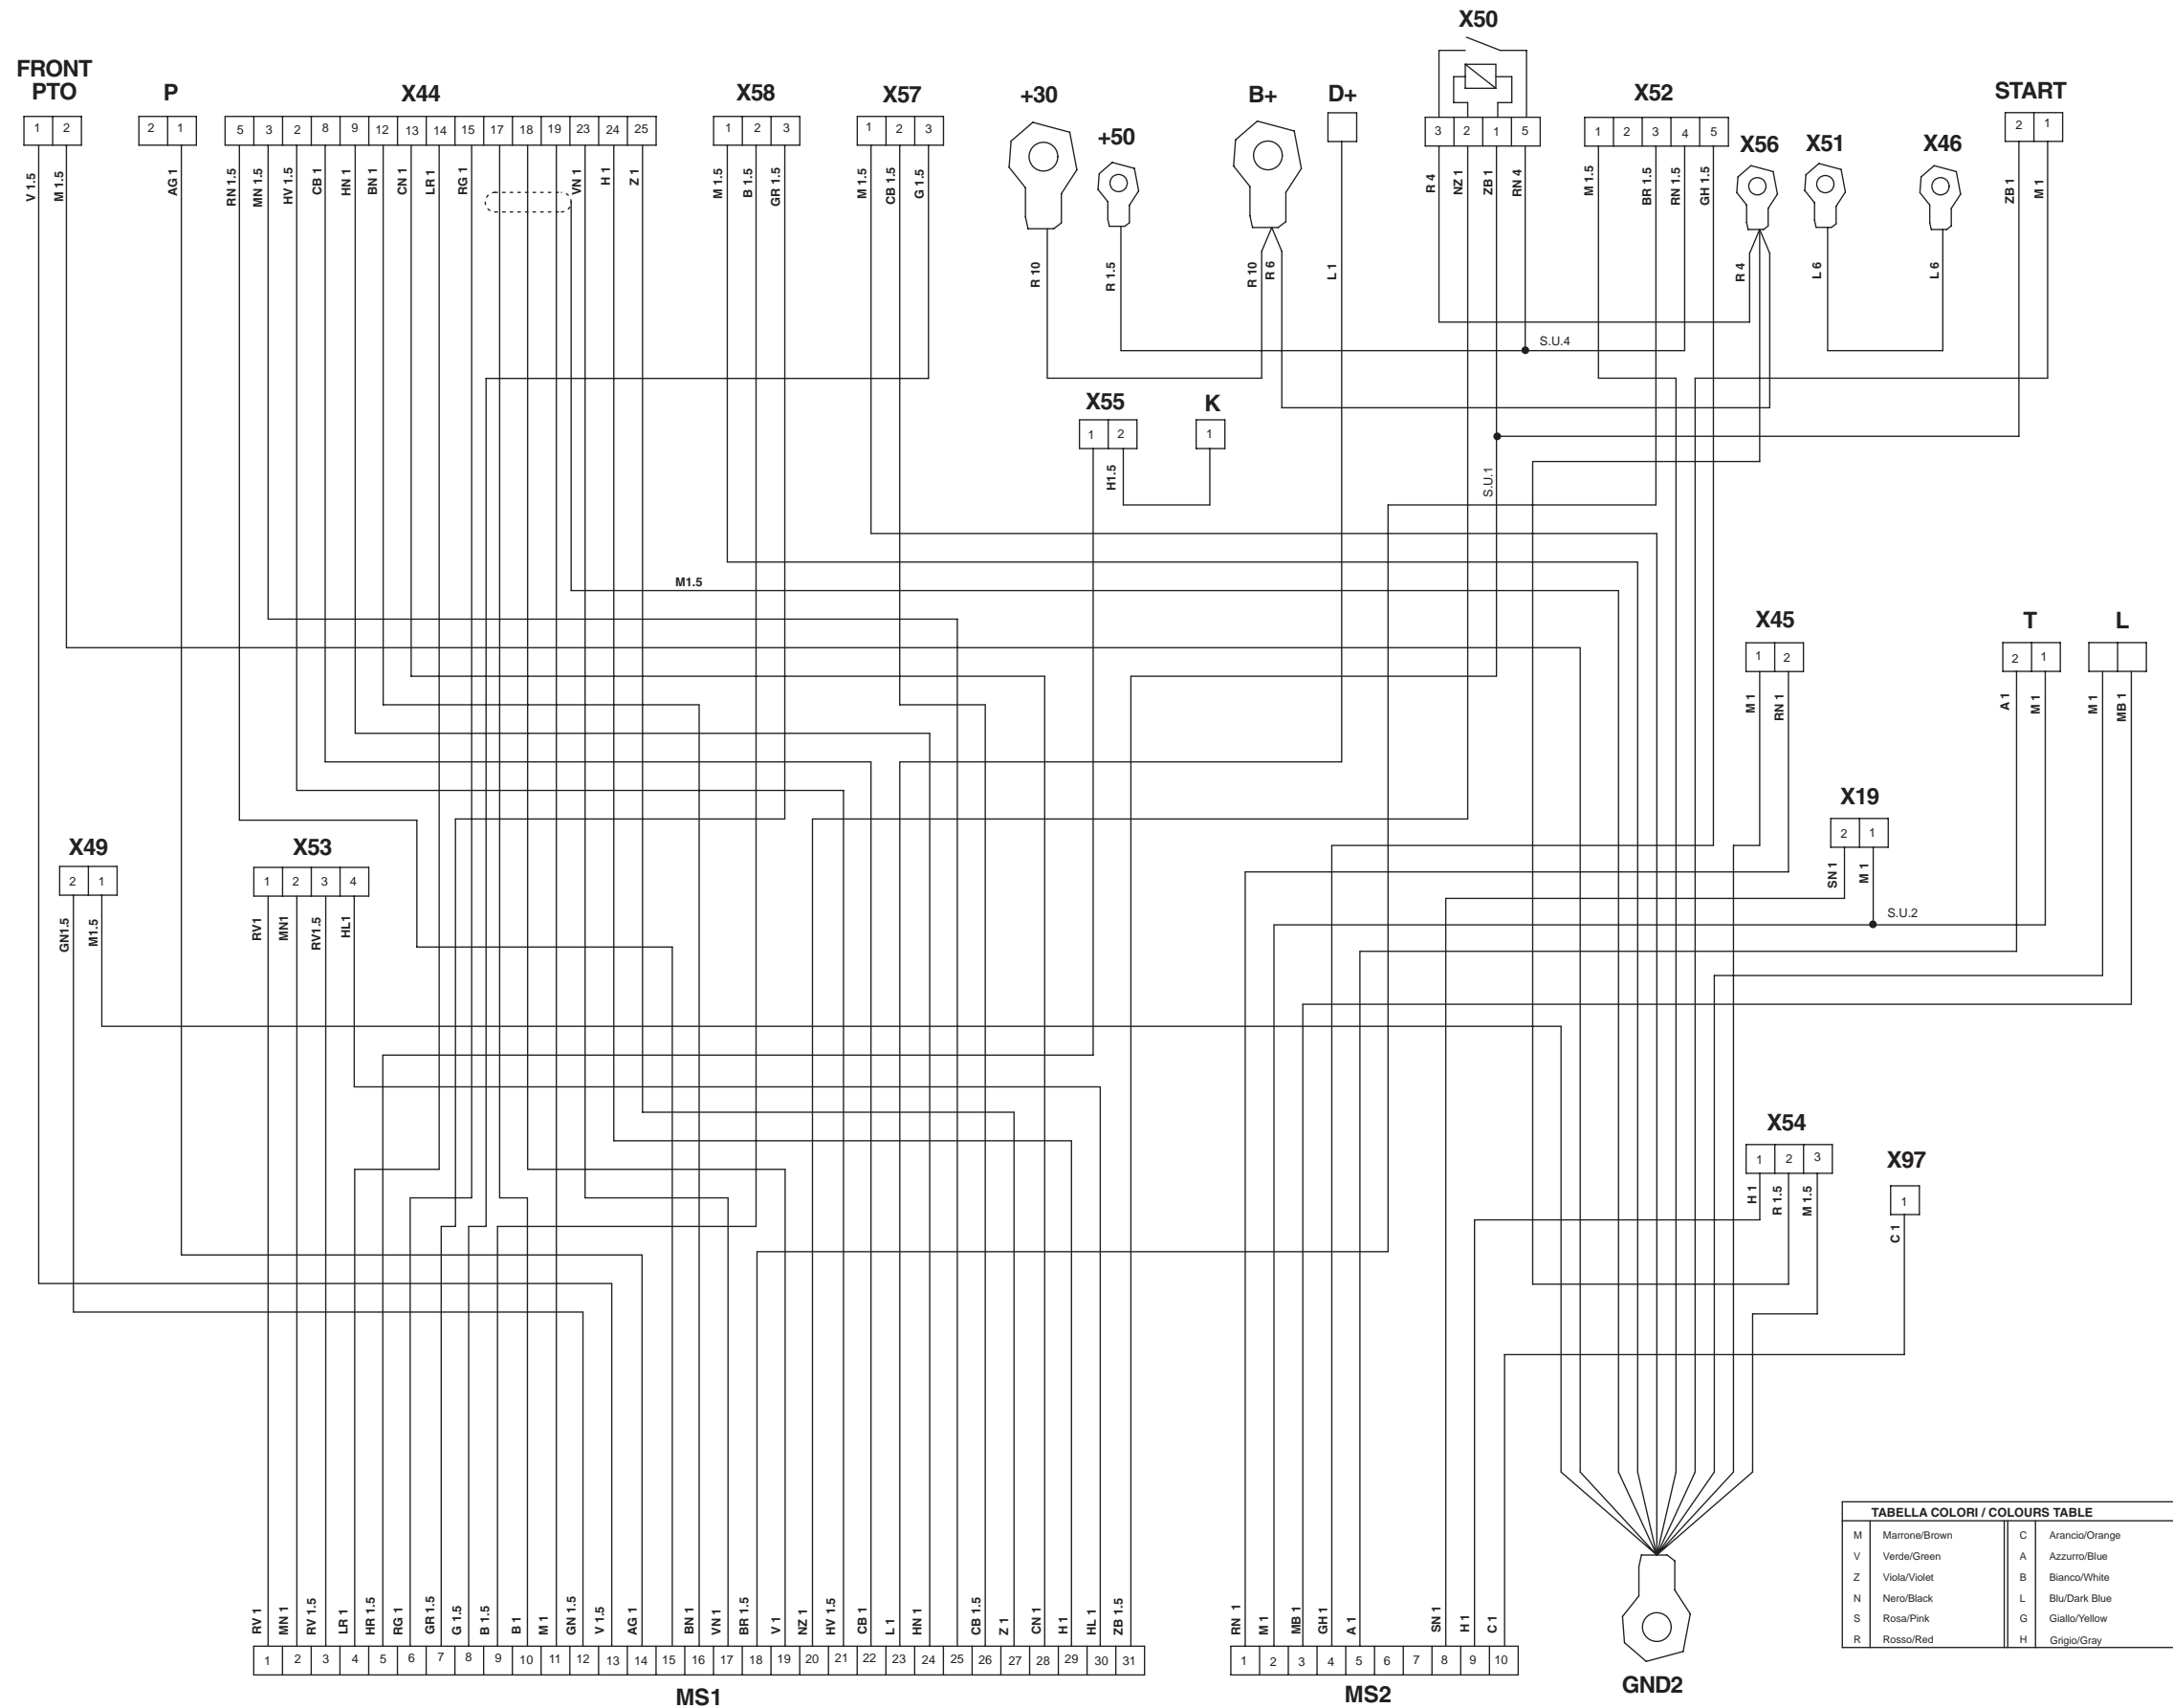 X50
FRONT
PTO
P
X44
X58
X57
+30
B+
D+
X52
START
+50
X56
X51
X46
1 2
2 1
5 3 2 8 9 12 13 14 15 17 18 19 23 24 25
1 2 3
1 2 3
3 2 1 5
1 2 3 4 5
2 1
V 1.5
M 1.5
AG 1
RN 1.5
MN 1.5
HV 1.5
CB 1
HN 1
BN 1
CN 1
LR 1
RG 1
VN 1
H 1
Z 1
M 1.5
B 1.5
GR 1.5
M 1.5
CB 1.5
G 1.5
R 10
R 1.5
R 10
R 6
L 1
R 4
NZ 1
ZB 1
RN 4
M 1.5
BR 1.5
RN 1.5
GH 1.5
R 4
L 6
L 6
ZB 1
M 1
S.U.4
X55
K
1 2
1
H1.5
S.U.1
M1.5
X45
T
L
1 2
2 1
M 1
RN 1
A 1
M 1
M 1
MB 1
X19
2 1
SN 1
M 1
S.U.2
X49
X53
2 1
1 2 3 4
GN1.5
M1.5
RV1
MN1
RV1.5
HL1
X54
1 2 3
H 1
R 1.5
M 1.5
X97
1
C 1
RV 1
MN 1
RV 1.5
LR 1
HR 1.5
RG 1
GR 1.5
G 1.5
B 1.5
B 1
M 1
GN 1.5
V 1.5
AG 1
BN 1
VN 1
BR 1.5
V 1
NZ 1
HV 1.5
CB 1
L 1
HN 1
CB 1.5
Z 1
CN 1
H 1
HL 1
ZB 1.5
1 2 3 4 5 6 7 8 9 10 11 12 13 14 15 16 17 18 19 20 21 22 23 24 25 26 27 28 29 30 31
MS1
RN 1
M 1
MB 1
GH 1
A 1
SN 1
H 1
C 1
1 2 3 4 5 6 7 8 9 10
MS2
GND2
TABELLA COLORI / COLOURS TABLE
M Marrone/Brown C Arancio/Orange
V Verde/Green A Azzurro/Blue
Z Viola/Violet B Bianco/White
N Nero/Black L Blu/Dark Blue
S Rosa/Pink G Giallo/Yellow
R Rosso/Red H Grigio/Gray